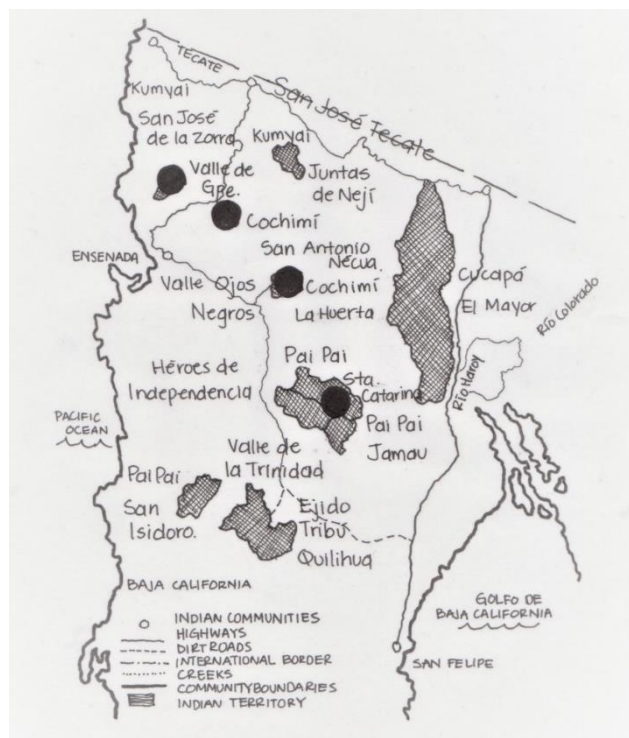 TECATE
San José Tecate
Kumyai
San José
de la Zorra
Kumyai
Valle de
Gpe.
Juntas
de Nejí
Cochimí
San Antonio
Nécua
ENSENADA
Valle Ojos
Negros
Cochimí
La Huerta
Cucapá
El Mayor
Río Colorado
Río Haroy
Pai Pai
Héroes de
Independencia
Sta.
Catarina
Pai Pai
Jamau
PACIFIC
OCEAN
Valle de
la Trinidad
Pai Pai
San
Isidoro.
Ejido
Tribú
Quilihua
BAJA CALIFORNIA
GOLFO DE
BAJA CALIFORNIA
SAN FELIPE
INDIAN COMMUNITIES
HIGHWAYS
DIRT ROADS
INTERNATIONAL BORDER
CREEKS
COMMUNITY BOUNDARIES
INDIAN TERRITORY